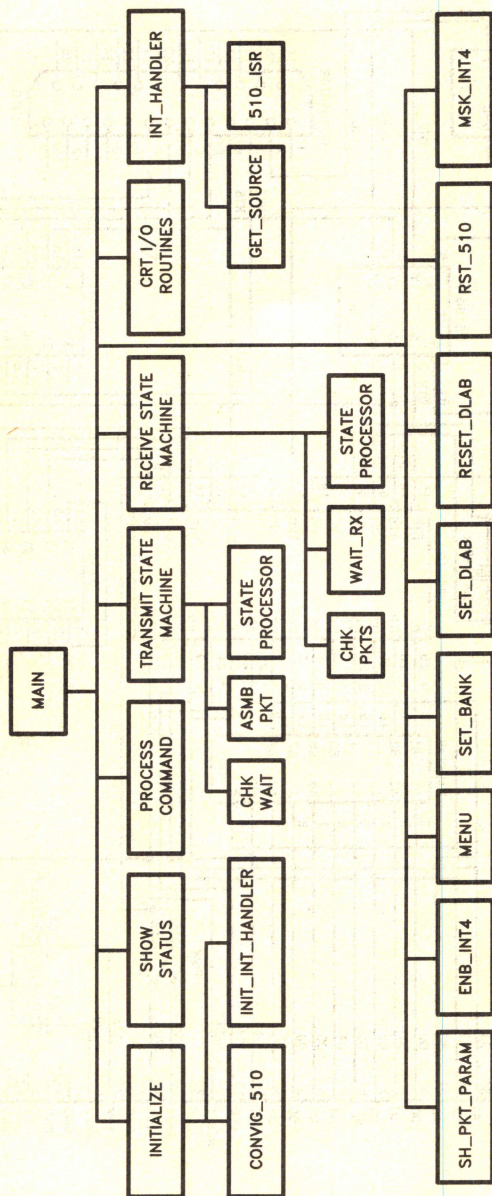 MAIN
INITIALIZE
SHOW
STATUS
PROCESS
COMMAND
TRANSMIT STATE
MACHINE
RECEIVE STATE
MACHINE
CRT I/O
ROUTINES
INT_HANDLER
CONVIG_510
INIT_INT_HANDLER
CHK
WAIT
ASMB
PKT
STATE
PROCESSOR
CHK
PKTS
WAIT_RX
STATE
PROCESSOR
GET_SOURCE
510_ISR
SH_PKT_PARAM
ENB_INT4
MENU
SET_BANK
SET_DLAB
RESET_DLAB
RST_510
MSK_INT4